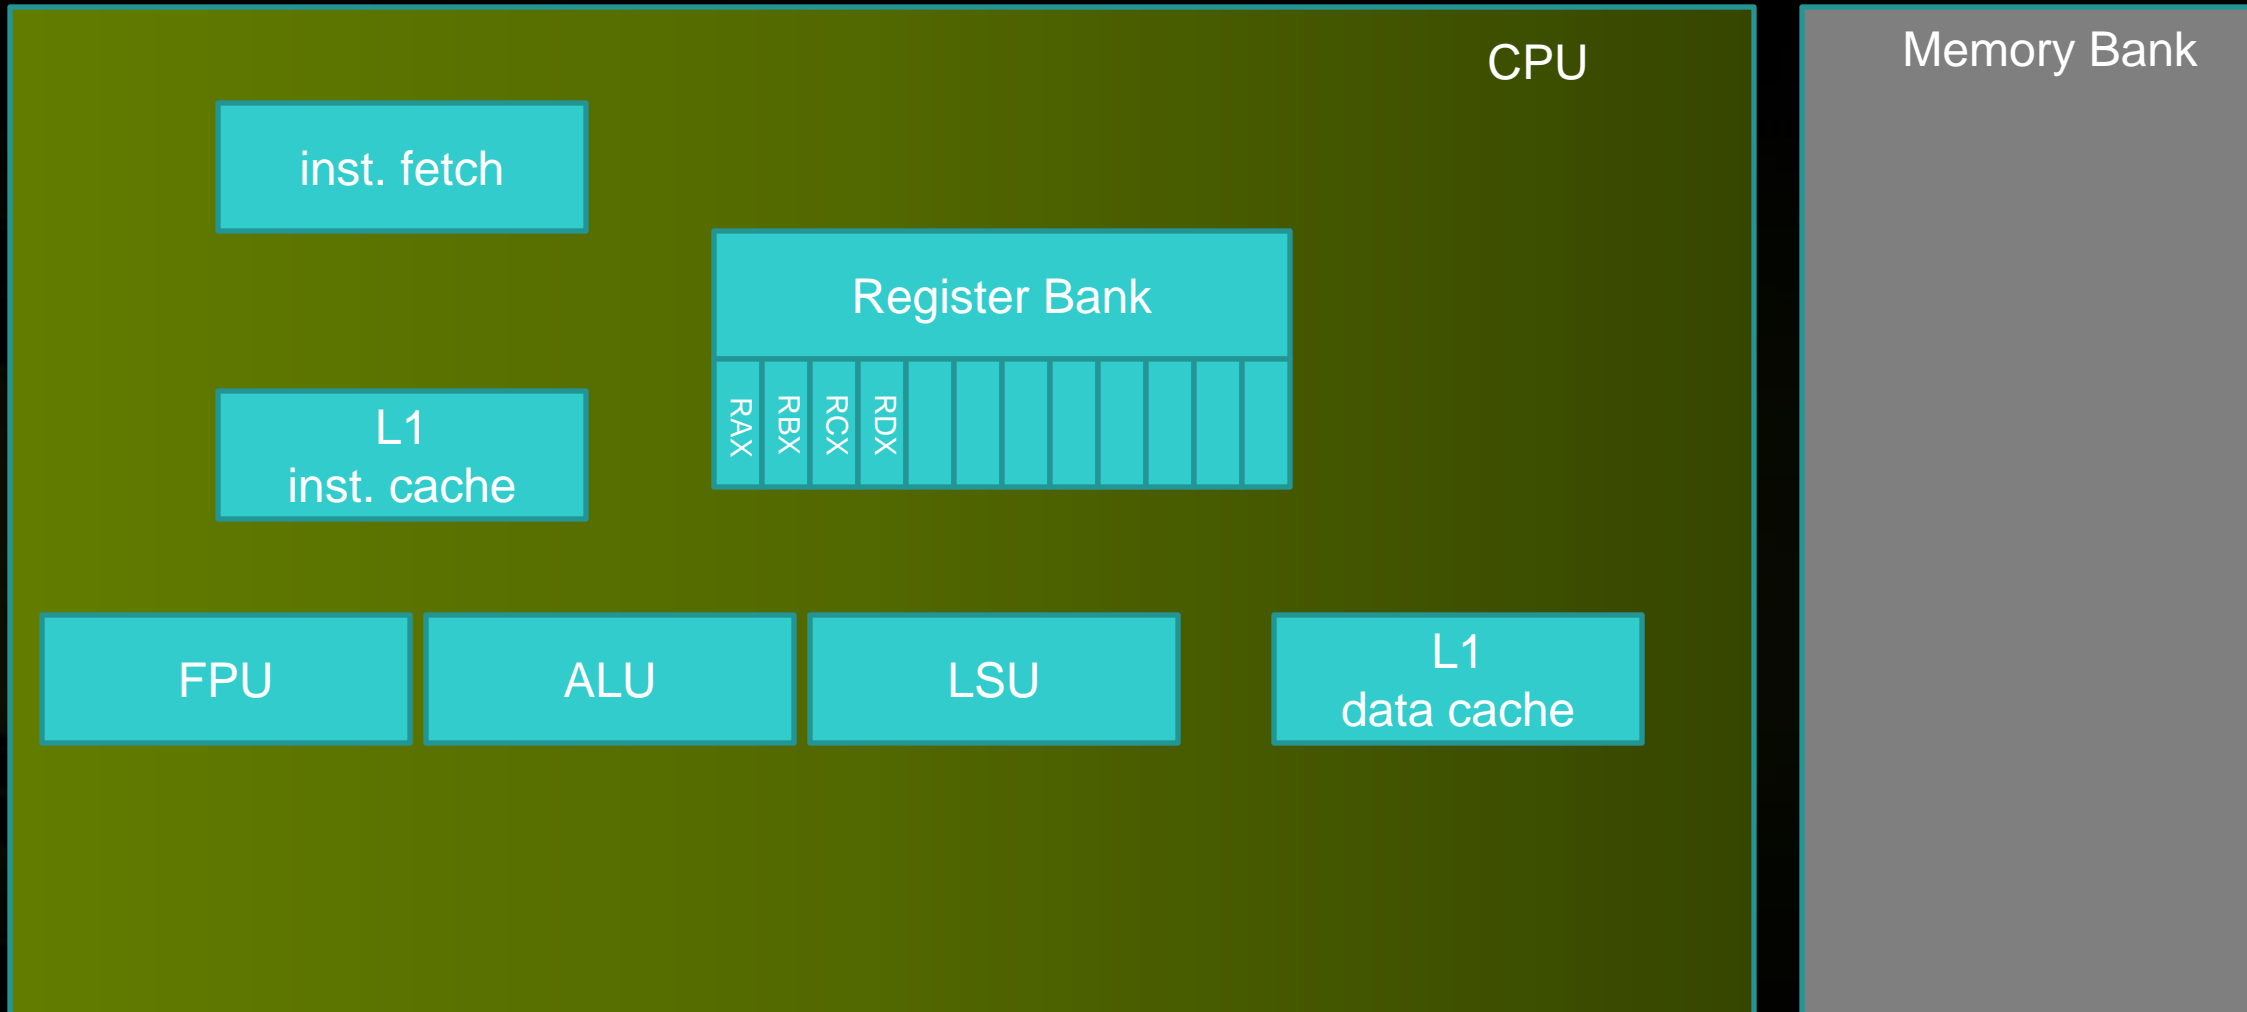 CPU
Memory Bank
inst. fetch
Register Bank
RAX
RBX
RCX
RDX
L1
inst. cache
FPU
ALU
LSU
L1
data cache